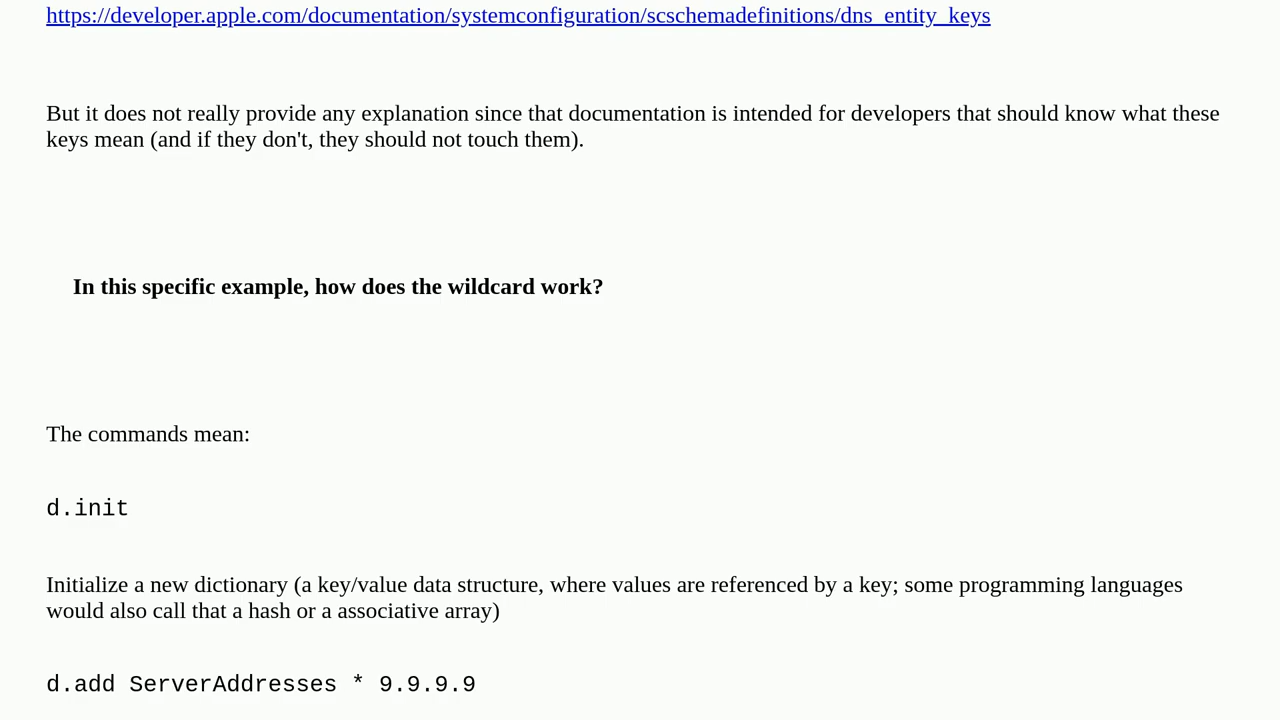 https://developer.apple.com/documentation/systemconfiguration/scschemadefinitions/dns_entity_keys
But it does not really provide any explanation since that documentation is intended for developers that should know what these
keys mean (and if they don't, they should not touch them).
In this specific example, how does the wildcard work?
The commands mean:
d.init
Initialize a new dictionary (a key/value data structure, where values are referenced by a key; some programming languages
would also call that a hash or a associative array)
d.add ServerAddresses * 9.9.9.9